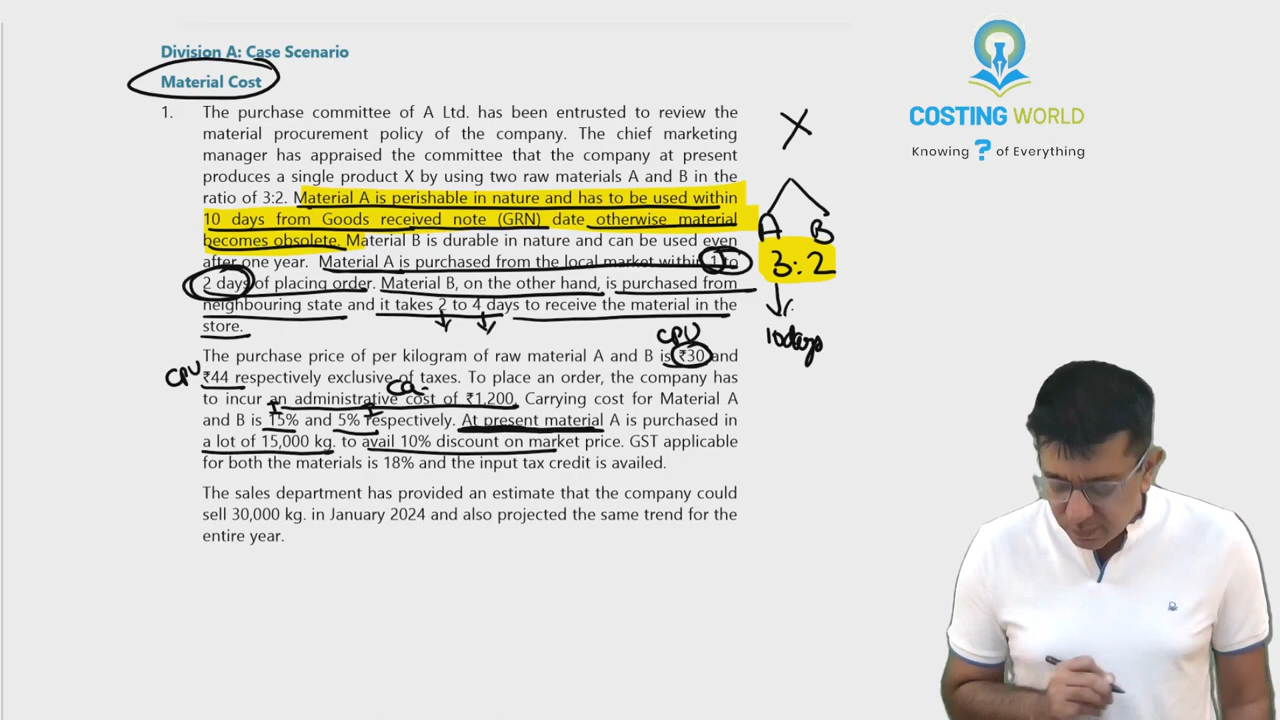 Division A: Case Scenario
Material Cost
1. The purchase committee of A Ltd. has been entrusted to review the
material procurement policy of the company. The chief marketing
manager has appraised the committee that the company at present
produces a single product X by using two raw materials A and B in the
ratio of 3:2. Material A is perishable in nature and has to be used within
10 days from Goods received note (GRN) date otherwise material
becomes obsolete. Material B is durable in nature and can be used even
after one year. Material A is purchased from the local market within 1 to
2 days of placing order. Material B, on the other hand, is purchased from
neighbouring state and it takes 2 to 4 days to receive the material in the
store.
CPU
The purchase price of per kilogram of raw material A and B is ₹30 and
CPU
₹44 respectively exclusive of taxes. To place an order, the company has
Ca
to incur an administrative cost of ₹1,200. Carrying cost for Material A
and B is 15% and 5% respectively. At present material A is purchased in
a lot of 15,000 kg. to avail 10% discount on market price. GST applicable
for both the materials is 18% and the input tax credit is availed.
The sales department has provided an estimate that the company could
sell 30,000 kg. in January 2024 and also projected the same trend for the
entire year.
X
A B
3:2
10days
COSTING WORLD
Knowing ? of Everything